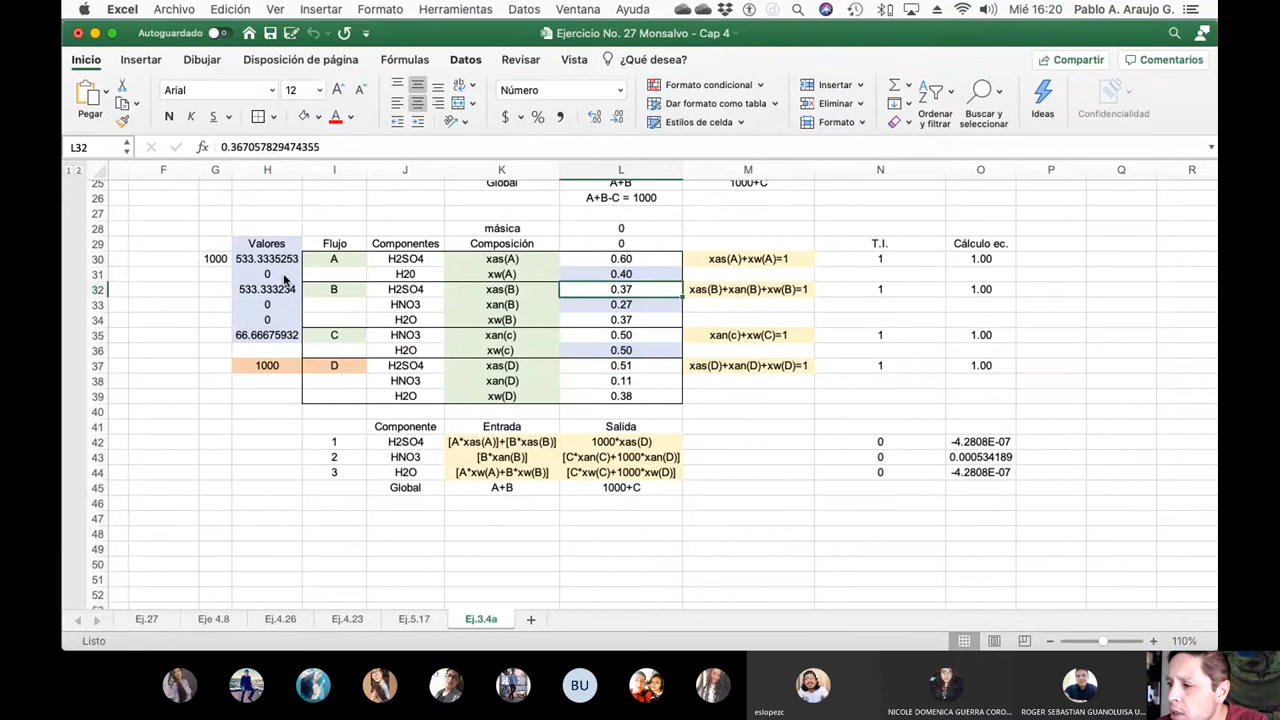 Excel Archivo Edición Ver Insertar Formato Herramientas Datos Ventana Ayuda Mié 16:20 Pablo A. Araujo G.
Autoguardado Ejercicio No. 27 Monsalvo - Cap 4
Inicio Insertar Dibujar Disposición de página Fórmulas Datos Revisar Vista ¿Qué desea? Compartir Comentarios
Pegar Arial 12 Número Formato condicional Dar formato como tabla Estilos de celda Insertar Eliminar Formato Ordenar y filtrar Buscar y seleccionar Ideas Confidencialidad
N K S $ % 000
L32 fx 0.367057829474355
1 2 F G H I J K L M N O P Q R
25 Global A+B 1000+C
26 A+B-C = 1000
27
28 másica 0
29 Valores Flujo Componentes Composición 0 T.I. Cálculo ec.
30 1000 533.3335253 A H2SO4 xas(A) 0.60 xas(A)+xw(A)=1 1 1.00
31 0 H20 xw(A) 0.40
32 533.333234 B H2SO4 xas(B) 0.37 xas(B)+xan(B)+xw(B)=1 1 1.00
33 0 HNO3 xan(B) 0.27
34 0 H2O xw(B) 0.37
35 66.66675932 C HNO3 xan(c) 0.50 xan(c)+xw(C)=1 1 1.00
36 H2O xw(c) 0.50
37 1000 D H2SO4 xas(D) 0.51 xas(D)+xan(D)+xw(D)=1 1 1.00
38 HNO3 xan(D) 0.11
39 H2O xw(D) 0.38
40
41 Componente Entrada Salida
42 1 H2SO4 [A*xas(A)]+[B*xas(B)] 1000*xas(D) 0 -4.2808E-07
43 2 HNO3 [B*xan(B)] [C*xan(C)+1000*xan(D)] 0 0.000534189
44 3 H2O [A*xw(A)+B*xw(B)] [C*xw(C)+1000*xw(D)] 0 -4.2808E-07
45 Global A+B 1000+C
46
47
48
49
50
51
52
Ej.27 Eje 4.8 Ej.4.26 Ej.4.23 Ej.5.17 Ej.3.4a
Listo 110%
BU
eslopezc NICOLE DOMENICA GUERRA CORO... ROGER SEBASTIAN GUANOLUISA U...